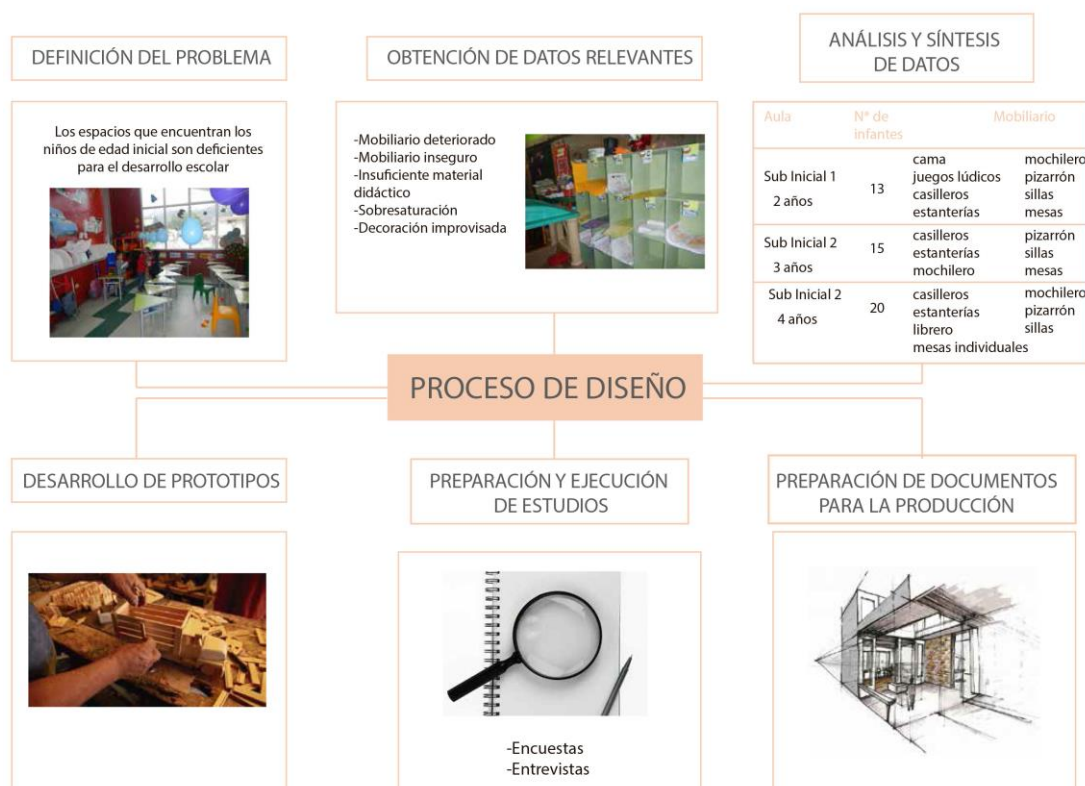 DEFINICIÓN DEL PROBLEMA
Los espacios que encuentran los
niños de edad inicial son deficientes
para el desarrollo escolar
OBTENCIÓN DE DATOS RELEVANTES
-Mobiliario deteriorado
-Mobiliario inseguro
-Insuficiente material
didáctico
-Sobresaturación
-Decoración improvisada
ANÁLISIS Y SÍNTESIS
DE DATOS
Aula N° de infantes Mobiliario
Sub Inicial 1
2 años
13
cama
juegos lúdicos
casilleros
estanterías
mochilero
pizarrón
sillas
mesas
Sub Inicial 2
3 años
15
casilleros
estanterías
mochilero
pizarrón
sillas
mesas
Sub Inicial 2
4 años
20
casilleros
estanterías
librero
mesas individuales
mochilero
pizarrón
sillas
PROCESO DE DISEÑO
DESARROLLO DE PROTOTIPOS
PREPARACIÓN Y EJECUCIÓN
DE ESTUDIOS
-Encuestas
-Entrevistas
PREPARACIÓN DE DOCUMENTOS
PARA LA PRODUCCIÓN